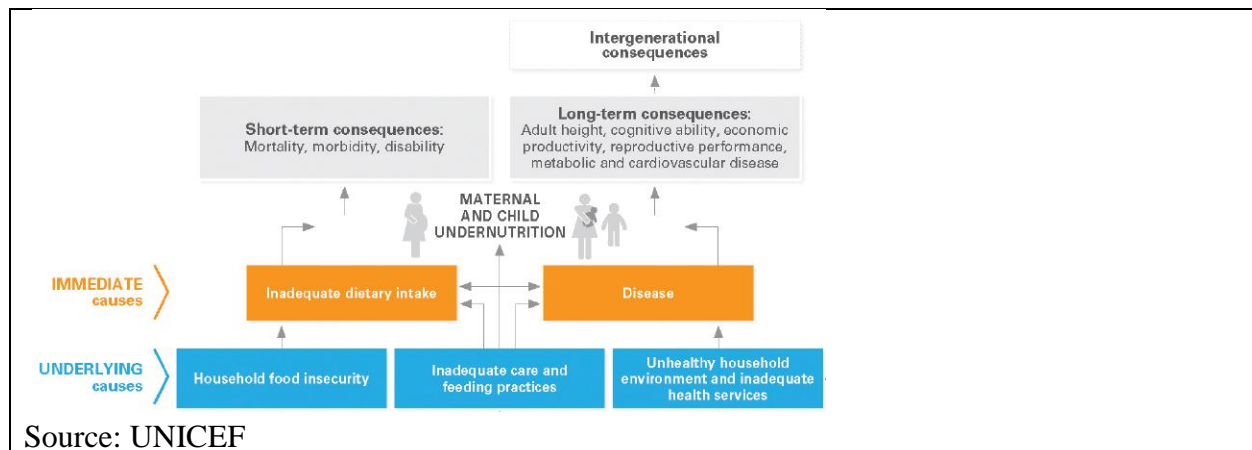 Intergenerational
consequences
Short-term consequences:
Mortality, morbidity, disability
Long-term consequences:
Adult height, cognitive ability, economic
productivity, reproductive performance,
metabolic and cardiovascular disease
MATERNAL
AND CHILD
UNDERNUTRITION
IMMEDIATE
causes
Inadequate dietary intake
Disease
UNDERLYING
causes
Household food insecurity
Inadequate care and
feeding practices
Unhealthy household
environment and inadequate
health services
Source: UNICEF